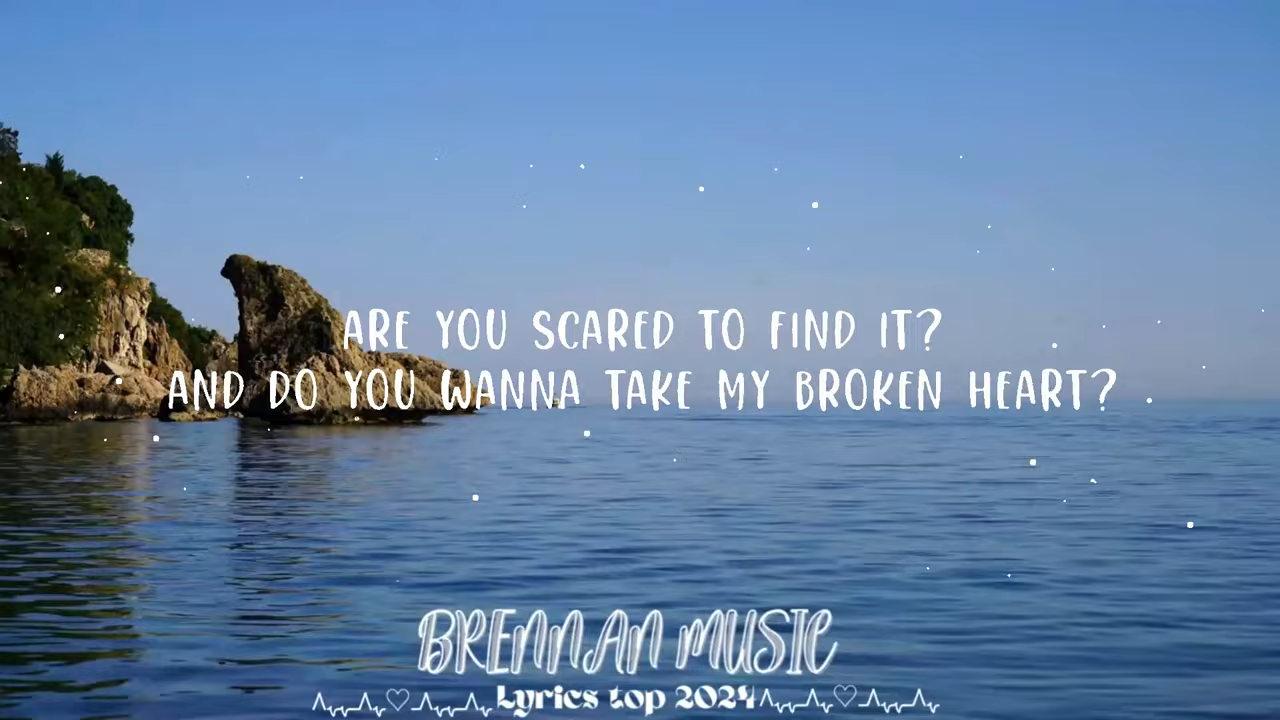 ARE YOU SCARED TO FIND IT?
AND DO YOU WANNA TAKE MY BROKEN HEART?
BRENNAN MUSIC
Lyrics top 2024